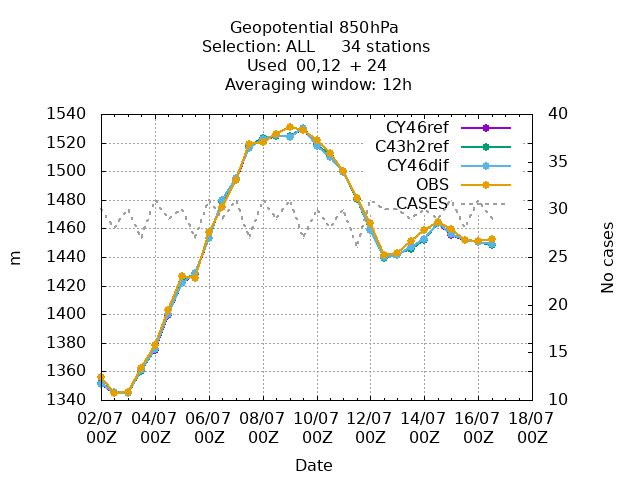 Geopotential 850hPa
Selection: ALL     34 stations
Used  00,12  + 24
Averaging window: 12h
1540
1520
1500
1480
1460
1440
1420
1400
1380
1360
1340
m
40
35
30
25
20
15
10
No cases
CY46ref
C43h2ref
CY46dif
OBS
CASES
02/07 04/07 06/07 08/07 10/07 12/07 14/07 16/07 18/07
00Z 00Z 00Z 00Z 00Z 00Z 00Z 00Z 00Z
Date